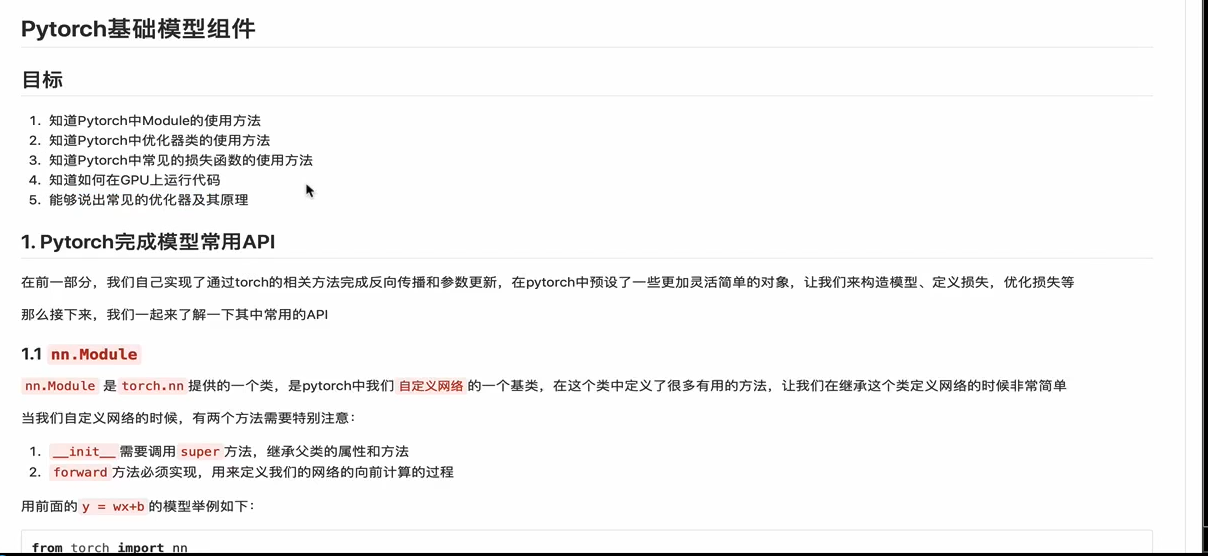 Pytorch基础模型组件
目标
1. 知道Pytorch中Module的使用方法
2. 知道Pytorch中优化器类的使用方法
3. 知道Pytorch中常见的损失函数的使用方法
4. 知道如何在GPU上运行代码
5. 能够说出常见的优化器及其原理
1. Pytorch完成模型常用API
在前一部分，我们自己实现了通过torch的相关方法完成反向传播和参数更新，在pytorch中预设了一些更加灵活简单的对象，让我们来构造模型、定义损失，优化损失等
那么接下来，我们一起来了解一下其中常用的API
1.1 nn.Module
nn.Module 是 torch.nn 提供的一个类，是pytorch中我们 自定义网络 的一个基类，在这个类中定义了很多有用的方法，让我们在继承这个类定义网络的时候非常简单
当我们自定义网络的时候，有两个方法需要特别注意：
1. __init__ 需要调用 super 方法，继承父类的属性和方法
2. forward 方法必须实现，用来定义我们的网络的向前计算的过程
用前面的 y = wx+b 的模型举例如下：
from torch import nn